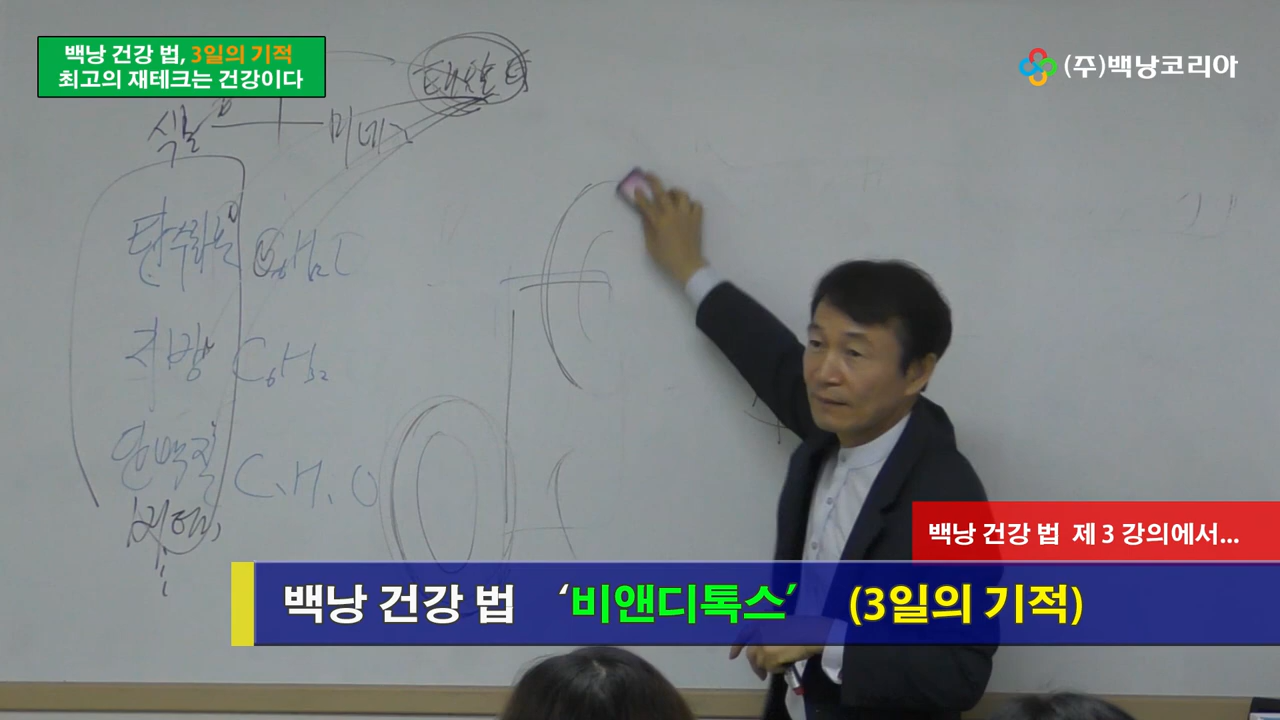 백낭 건강 법, 3일의 기적
최고의 재테크는 건강이다
(주)백낭코리아
식물
미네
탄수화물
지방 C₆H₃₂
단백질 C, H, O
백낭 건강 법 제 3 강의에서...
백낭 건강 법 ‘비앤디톡스’ (3일의 기적)